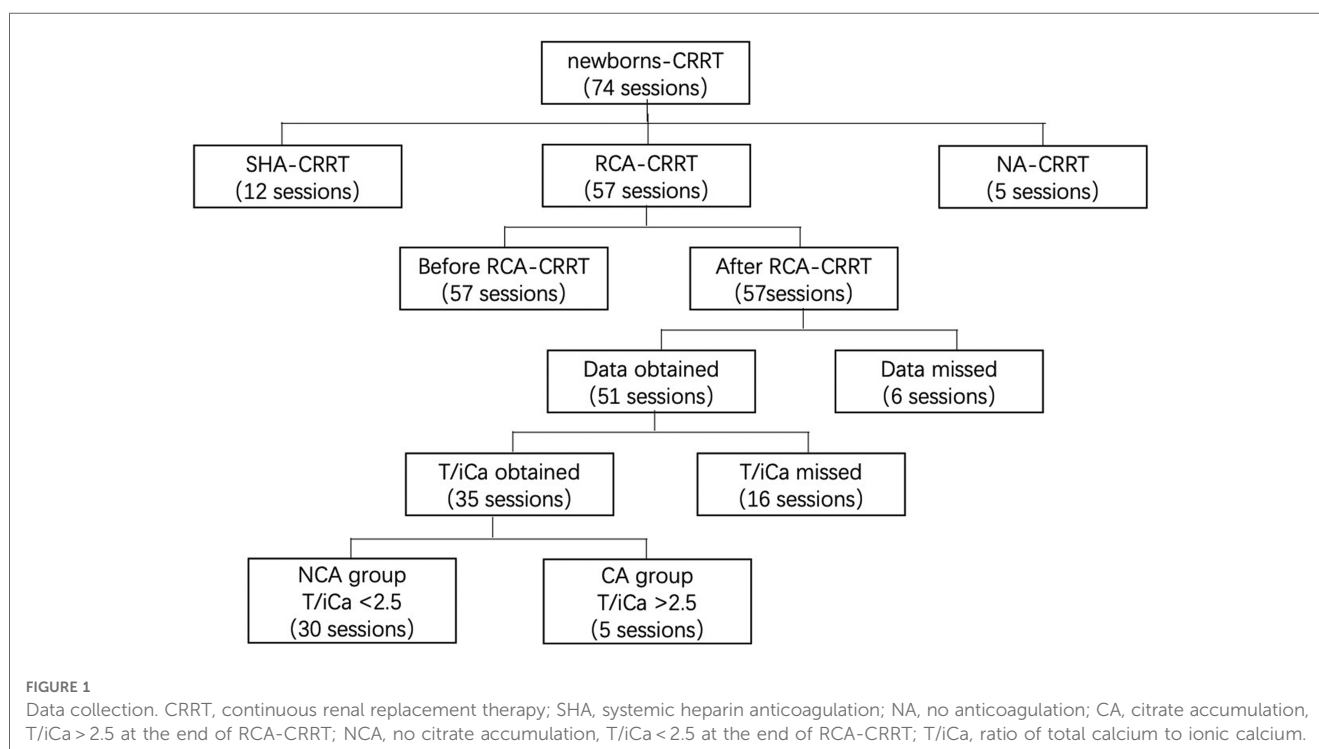 newborns-CRRT
(74 sessions)
SHA-CRRT
(12 sessions)
RCA-CRRT
(57 sessions)
NA-CRRT
(5 sessions)
Before RCA-CRRT
(57 sessions)
After RCA-CRRT
(57sessions)
Data obtained
(51 sessions)
Data missed
(6 sessions)
T/iCa obtained
(35 sessions)
T/iCa missed
(16 sessions)
NCA group
T/iCa <2.5
(30 sessions)
CA group
T/iCa >2.5
(5 sessions)
FIGURE 1
Data collection. CRRT, continuous renal replacement therapy; SHA, systemic heparin anticoagulation; NA, no anticoagulation; CA, citrate accumulation,
T/iCa > 2.5 at the end of RCA-CRRT; NCA, no citrate accumulation, T/iCa < 2.5 at the end of RCA-CRRT; T/iCa, ratio of total calcium to ionic calcium.